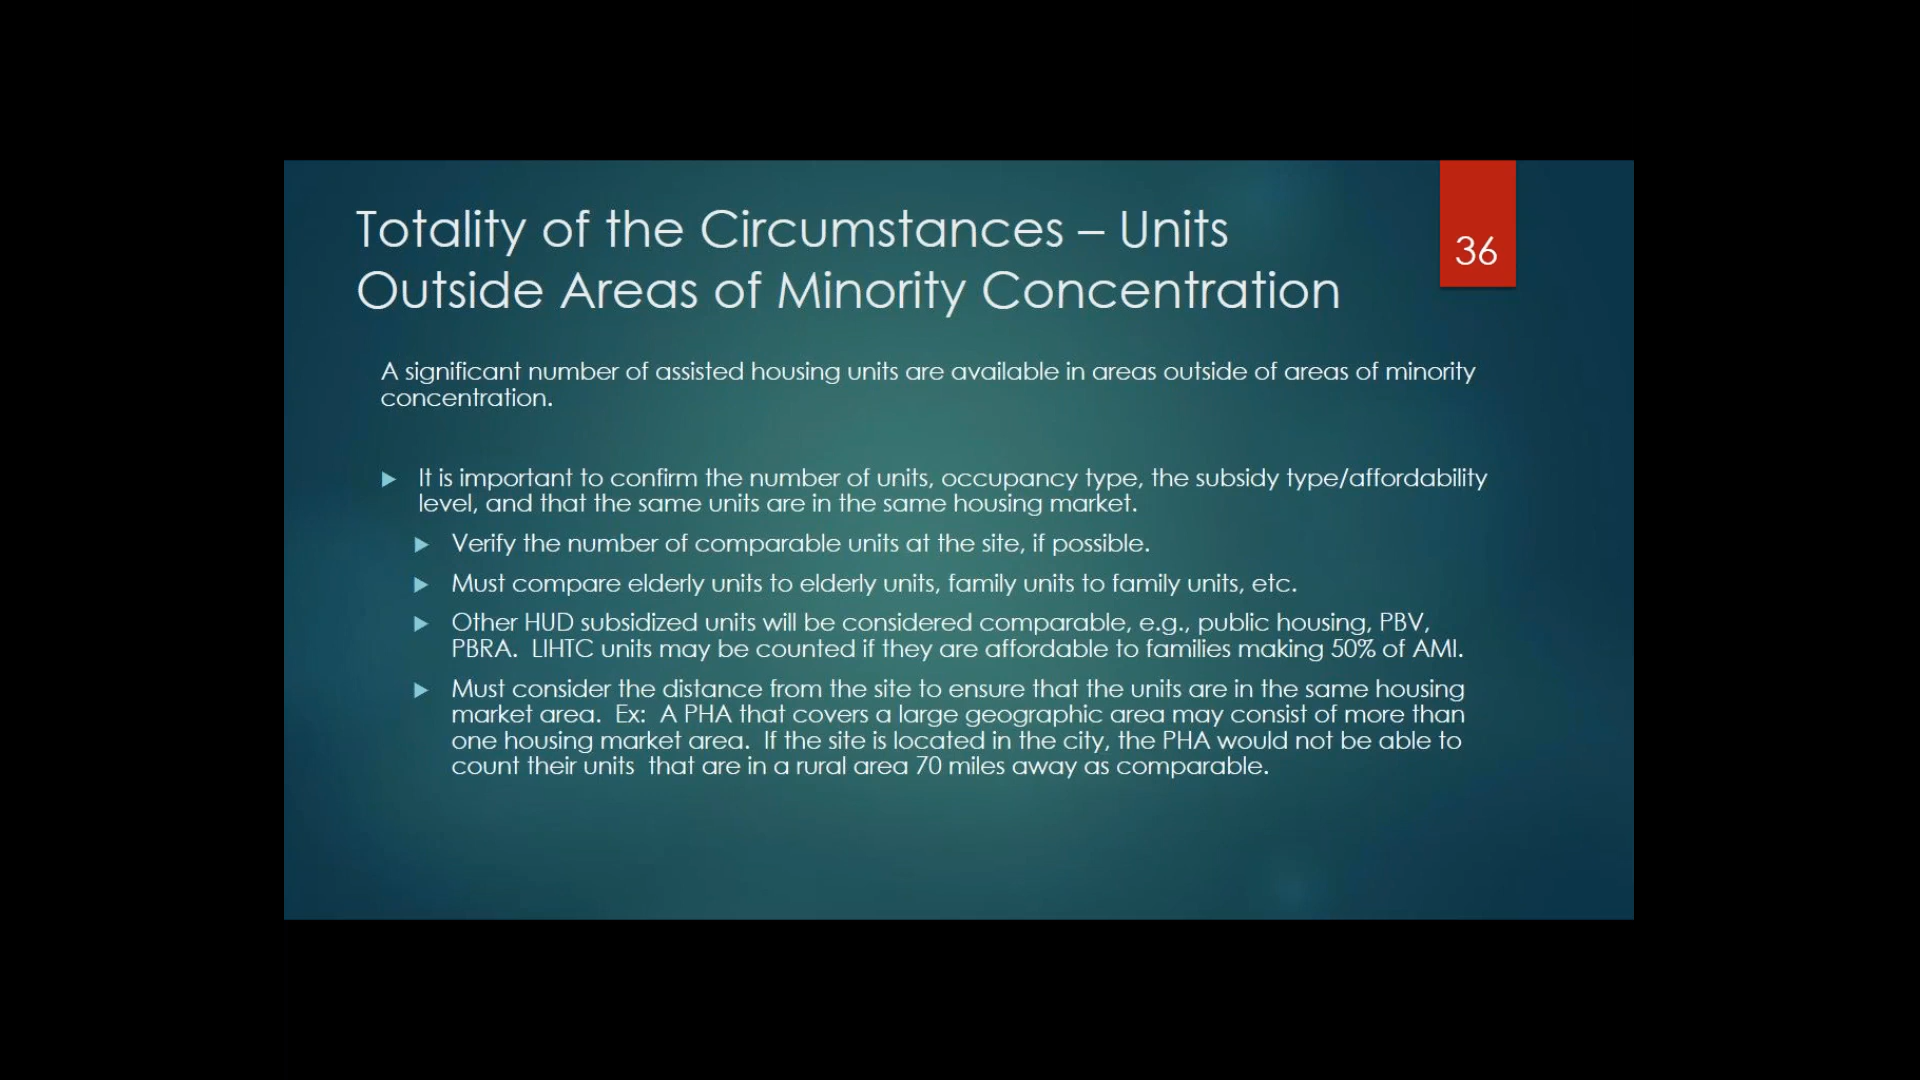 Totality of the Circumstances – Units
Outside Areas of Minority Concentration
36
A significant number of assisted housing units are available in areas outside of areas of minority
concentration.
It is important to confirm the number of units, occupancy type, the subsidy type/affordability
level, and that the same units are in the same housing market.
Verify the number of comparable units at the site, if possible.
Must compare elderly units to elderly units, family units to family units, etc.
Other HUD subsidized units will be considered comparable, e.g., public housing, PBV,
PBRA.  LIHTC units may be counted if they are affordable to families making 50% of AMI.
Must consider the distance from the site to ensure that the units are in the same housing
market area.  Ex:  A PHA that covers a large geographic area may consist of more than
one housing market area.  If the site is located in the city, the PHA would not be able to
count their units  that are in a rural area 70 miles away as comparable.